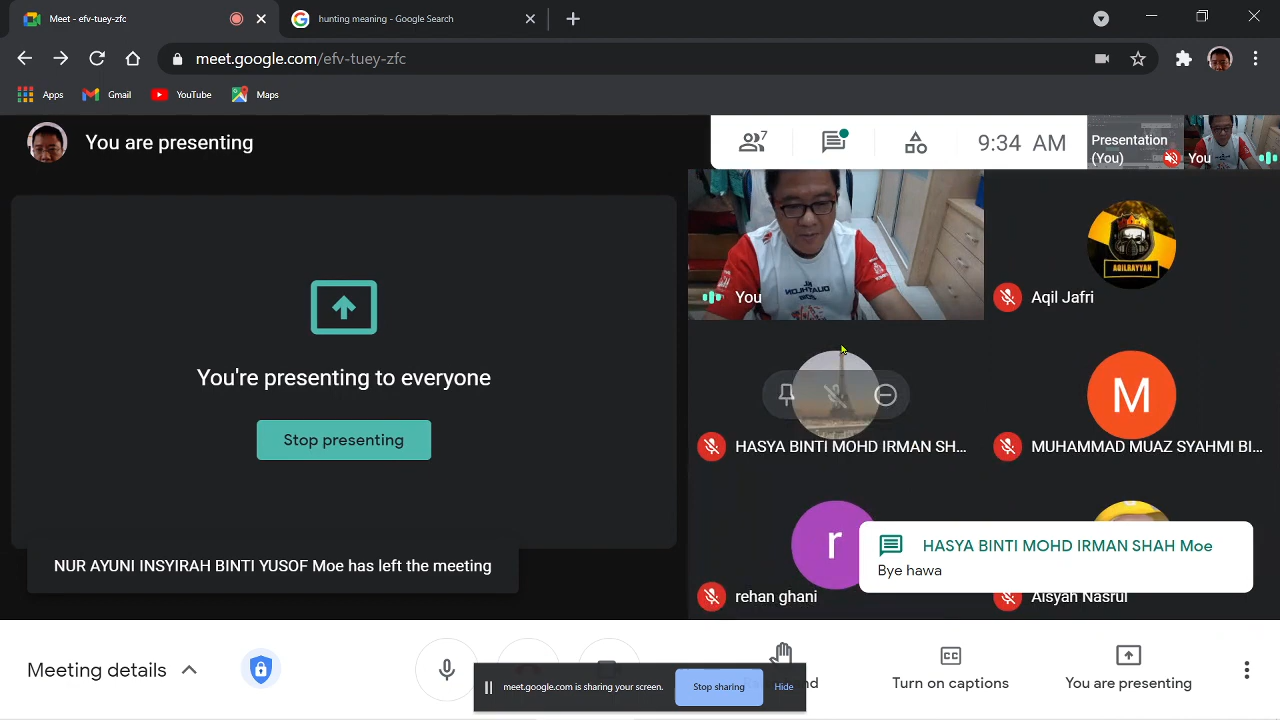 Meet - efv-tuey-zfc
hunting meaning - Google Search
meet.google.com/efv-tuey-zfc
Apps
Gmail
YouTube
Maps
You are presenting
7
9:34 AM
Presentation
(You)
You
You
AQILRAYYAN
Aqil Jafri
You're presenting to everyone
Stop presenting
HASYA BINTI MOHD IRMAN SH...
M
MUHAMMAD MUAZ SYAHMI BI...
r
HASYA BINTI MOHD IRMAN SHAH Moe
Bye hawa
NUR AYUNI INSYIRAH BINTI YUSOF Moe has left the meeting
rehan ghani
Aisyah Nasrul
Meeting details
meet.google.com is sharing your screen.
Stop sharing
Hide
CC
Turn on captions
You are presenting